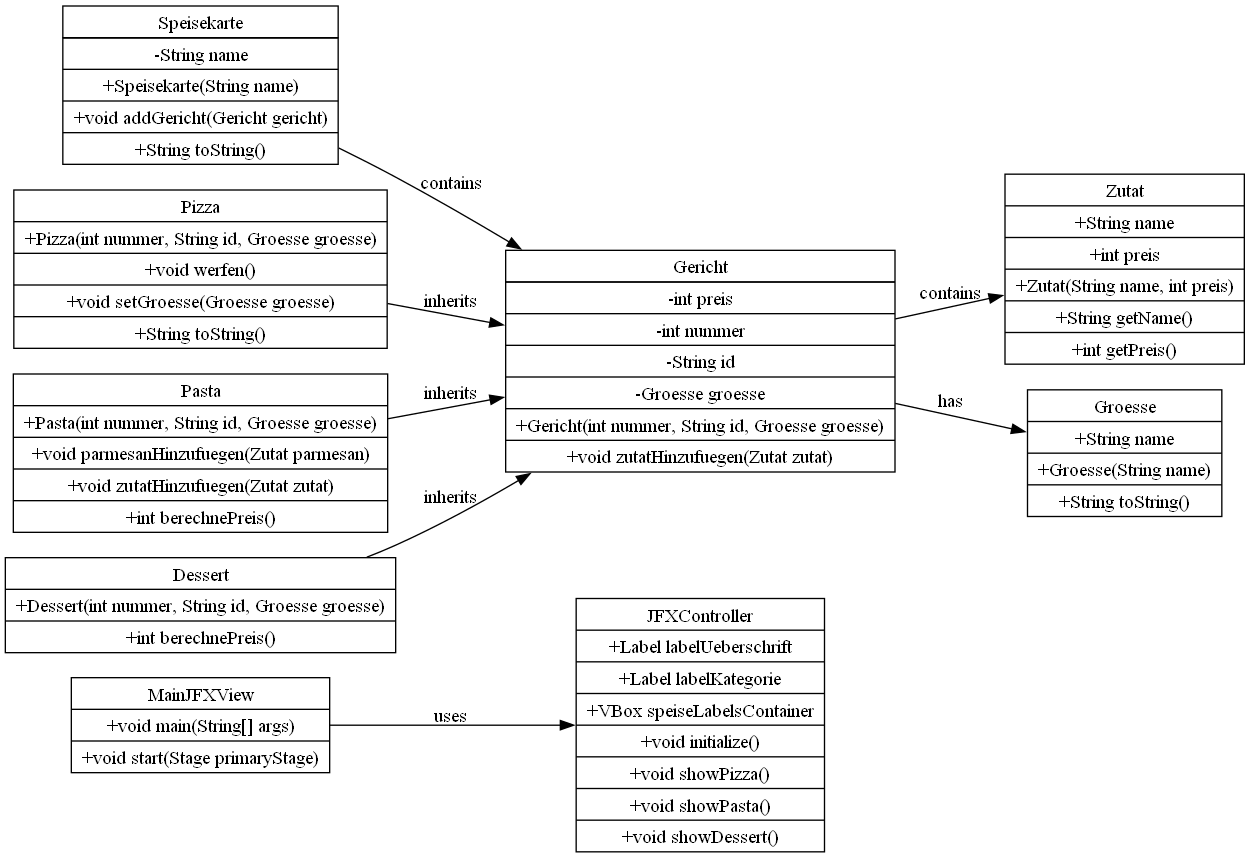 Speisekarte
-String name
+Speisekarte(String name)
+void addGericht(Gericht gericht)
+String toString()
contains
Pizza
+Pizza(int nummer, String id, Groesse groesse)
+void werfen()
+void setGroesse(Groesse groesse)
+String toString()
inherits
Pasta
+Pasta(int nummer, String id, Groesse groesse)
+void parmesanHinzufuegen(Zutat parmesan)
+void zutatHinzufuegen(Zutat zutat)
+int berechnePreis()
inherits
Dessert
+Dessert(int nummer, String id, Groesse groesse)
+int berechnePreis()
inherits
Gericht
-int preis
-int nummer
-String id
-Groesse groesse
+Gericht(int nummer, String id, Groesse groesse)
+void zutatHinzufuegen(Zutat zutat)
contains
Zutat
+String name
+int preis
+Zutat(String name, int preis)
+String getName()
+int getPreis()
has
Groesse
+String name
+Groesse(String name)
+String toString()
MainJFXView
+void main(String[] args)
+void start(Stage primaryStage)
uses
JFXController
+Label labelUeberschrift
+Label labelKategorie
+VBox speiseLabelsContainer
+void initialize()
+void showPizza()
+void showPasta()
+void showDessert()